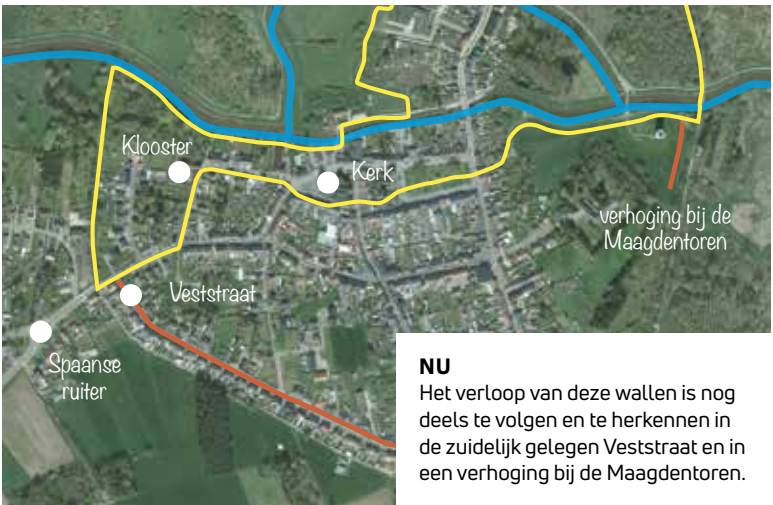 Klooster
Kerk
verhoging bij de
Maagdentoren
Veststraat
Spaanse
ruiter
NU
Het verloop van deze wallen is nog
deels te volgen en te herkennen in
de zuidelijk gelegen Veststraat en in
een verhoging bij de Maagdentoren.